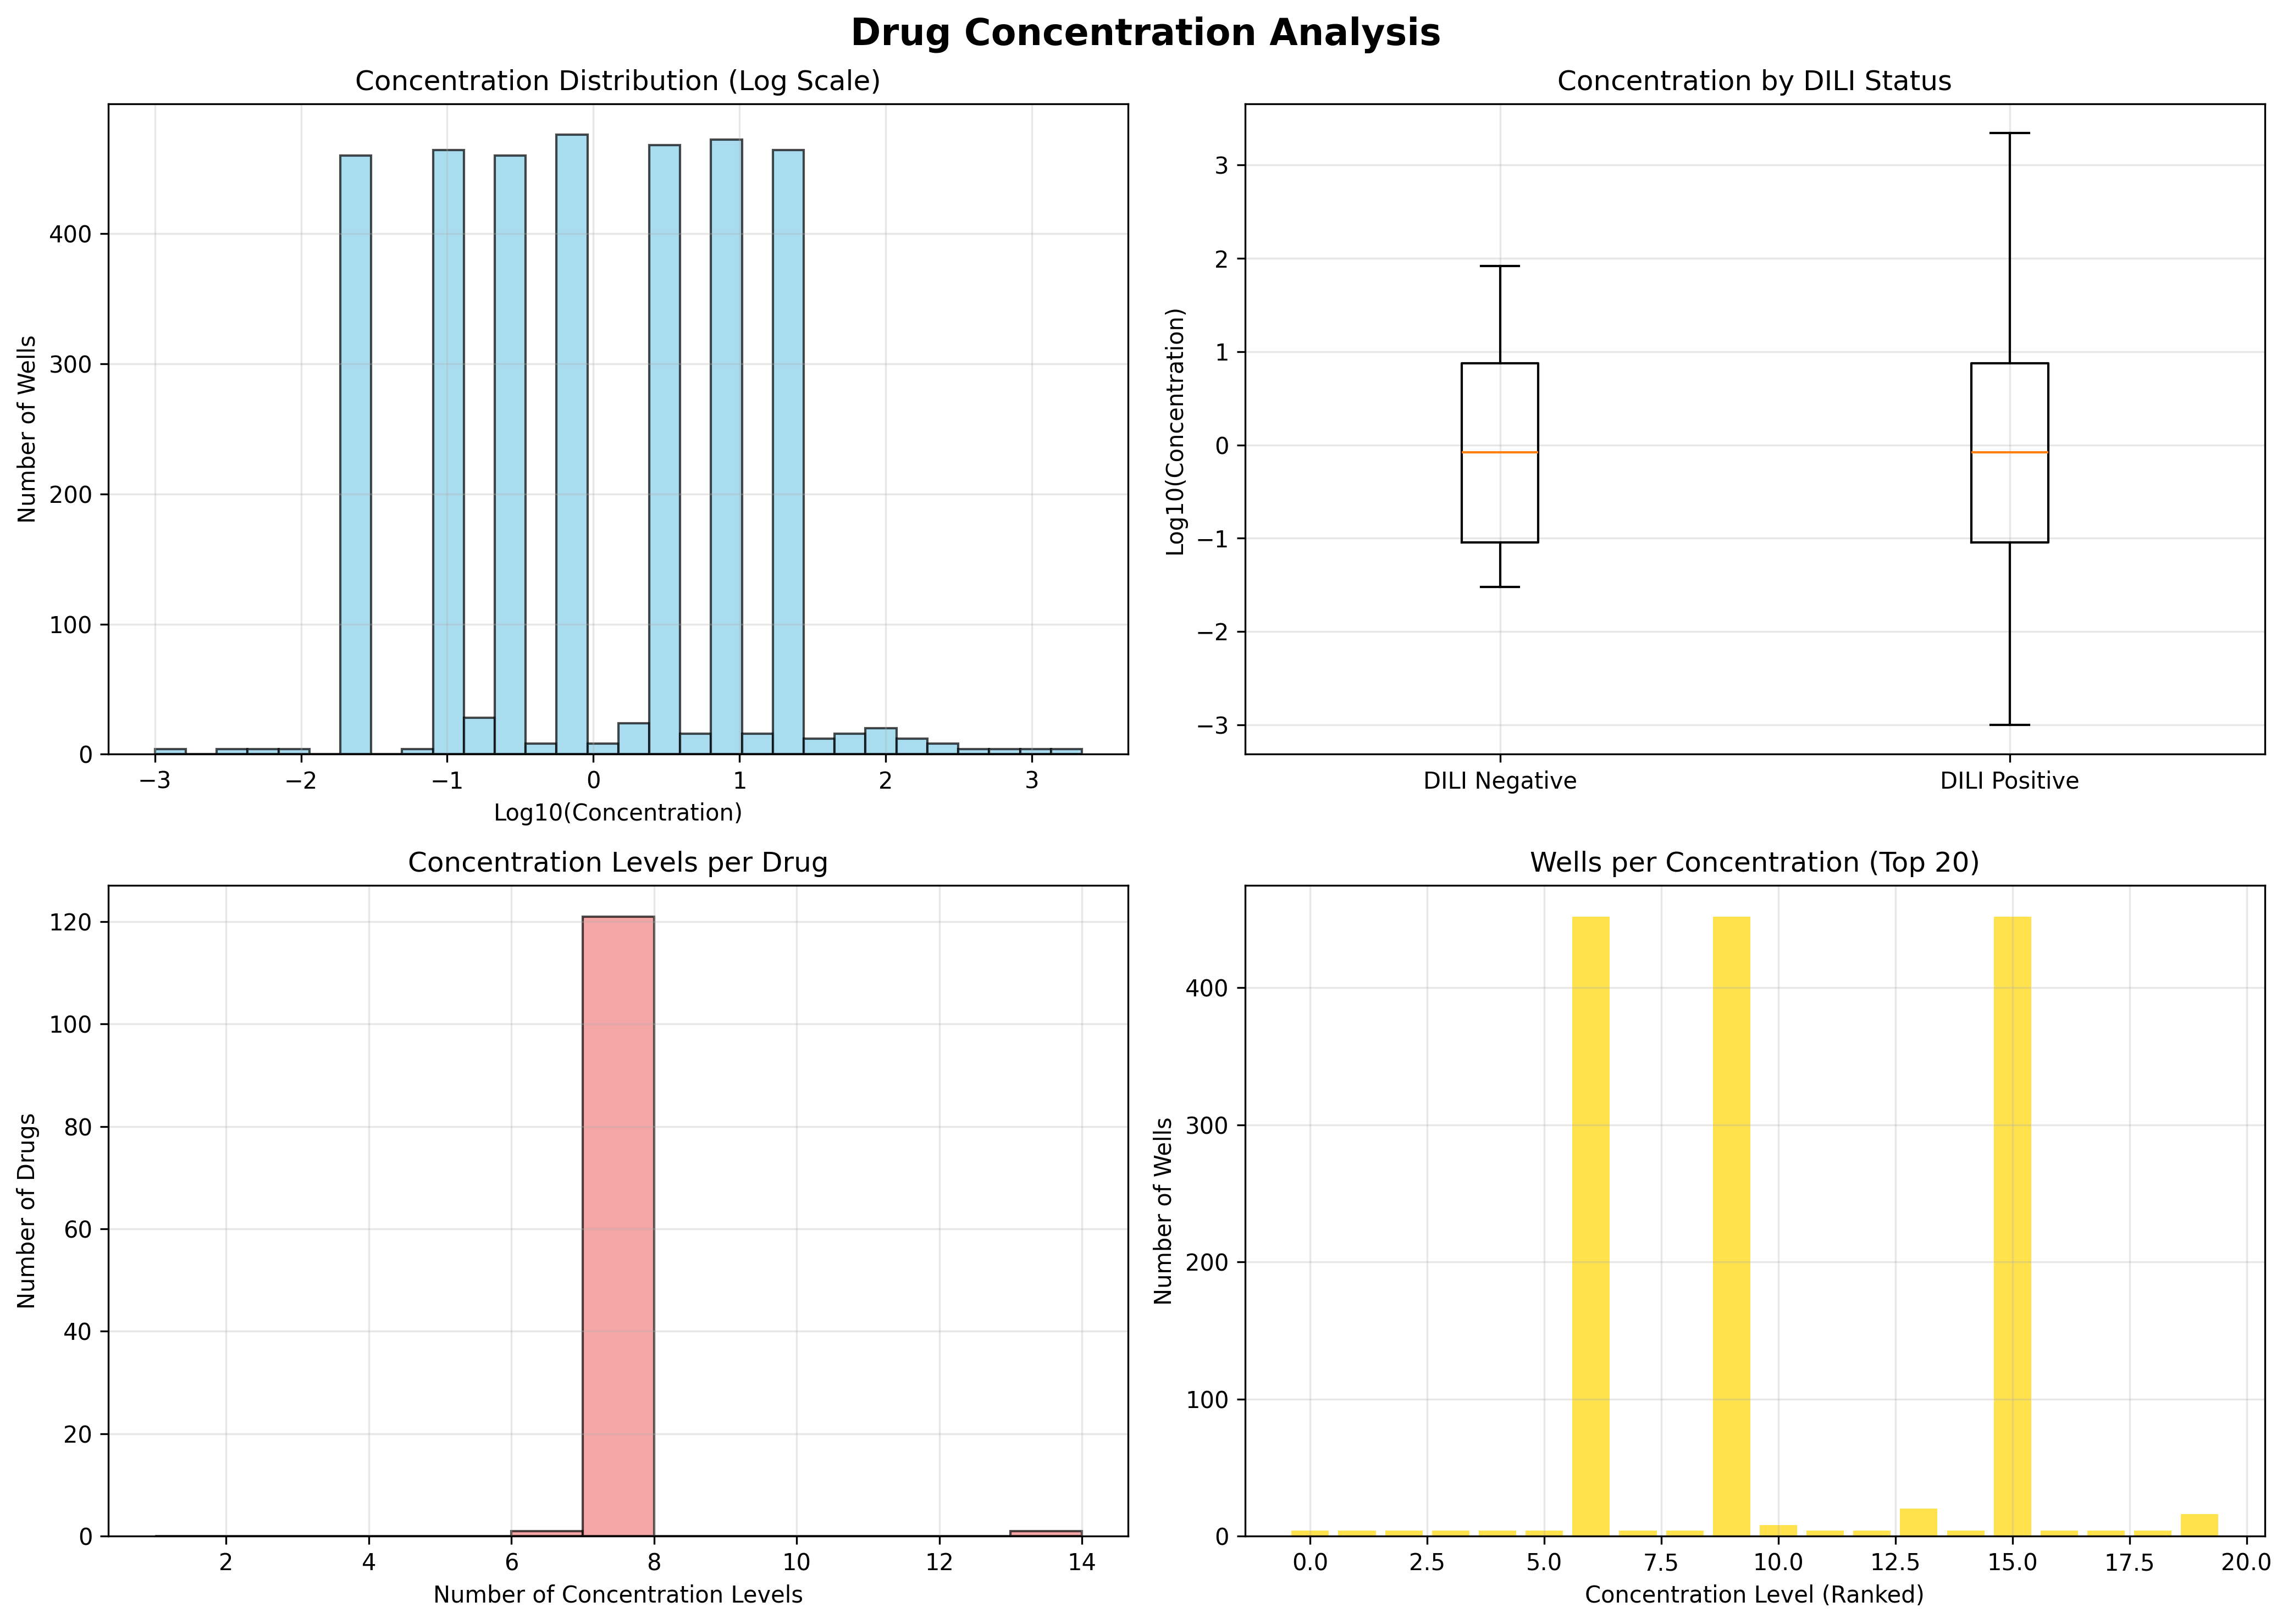 Drug Concentration Analysis
Concentration Distribution (Log Scale)
Number of Wells
400
300
200
100
0
−3 −2 −1 0 1 2 3
Log10(Concentration)
Concentration by DILI Status
Log10(Concentration)
3
2
1
0
−1
−2
−3
DILI Negative DILI Positive
Concentration Levels per Drug
Number of Drugs
120
100
80
60
40
20
0
2 4 6 8 10 12 14
Number of Concentration Levels
Wells per Concentration (Top 20)
Number of Wells
400
300
200
100
0
0.0 2.5 5.0 7.5 10.0 12.5 15.0 17.5 20.0
Concentration Level (Ranked)